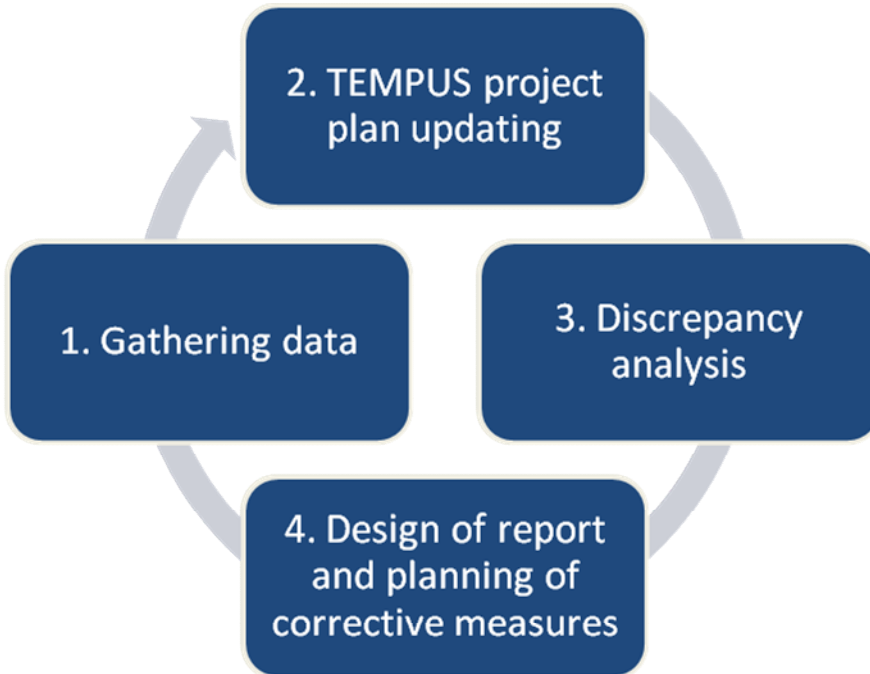 2. TEMPUS project
plan updating
1. Gathering data
3. Discrepancy
analysis
4. Design of report
and planning of
corrective measures